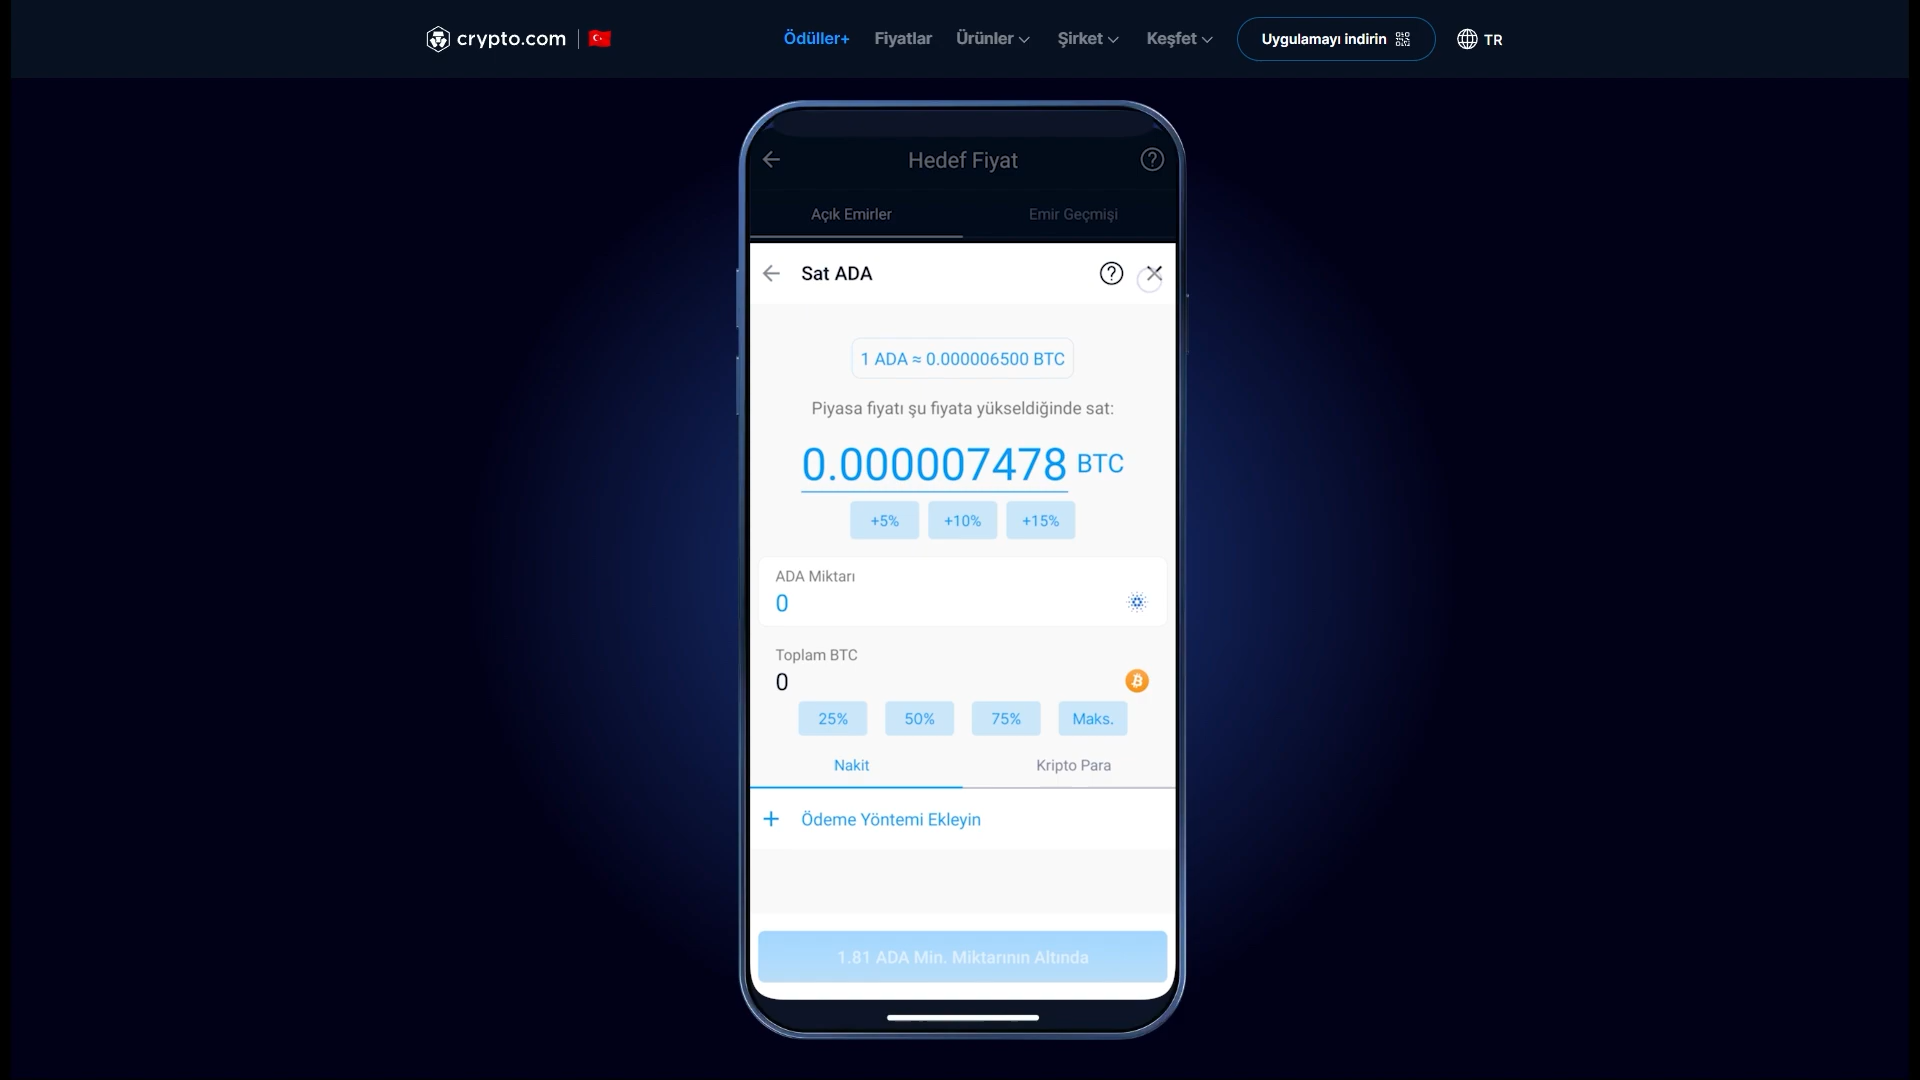 crypto.com
Ödüller+ Fiyatlar Ürünler Şirket Keşfet Uygulamayı indirin TR
Hedef Fiyat
Açık Emirler Emir Geçmişi
Sat ADA
1 ADA ≈ 0.000006500 BTC
Piyasa fiyatı şu fiyata yükseldiğinde sat:
0.000007478 BTC
+5% +10% +15%
ADA Miktarı
0
Toplam BTC
0
25% 50% 75% Maks.
Nakit Kripto Para
+ Ödeme Yöntemi Ekleyin
1.81 ADA Min. Miktarının Altında